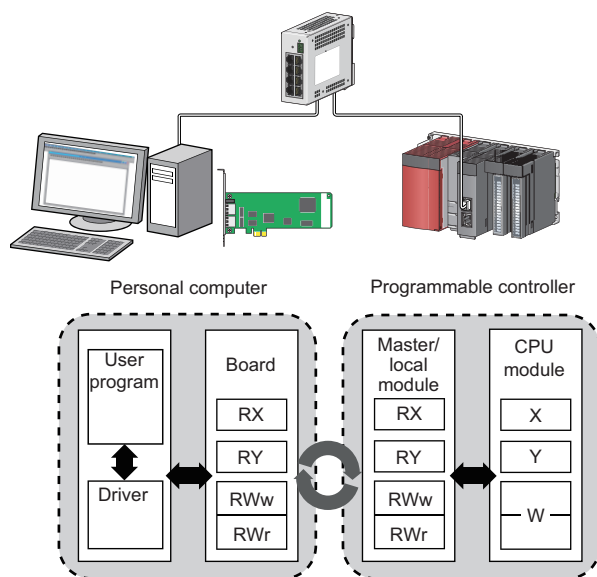 Personal computer
Programmable controller
User
program
Driver
Board
RX
RY
RWw
RWr
Master/
local
module
RX
RY
RWw
RWr
CPU
module
X
Y
W